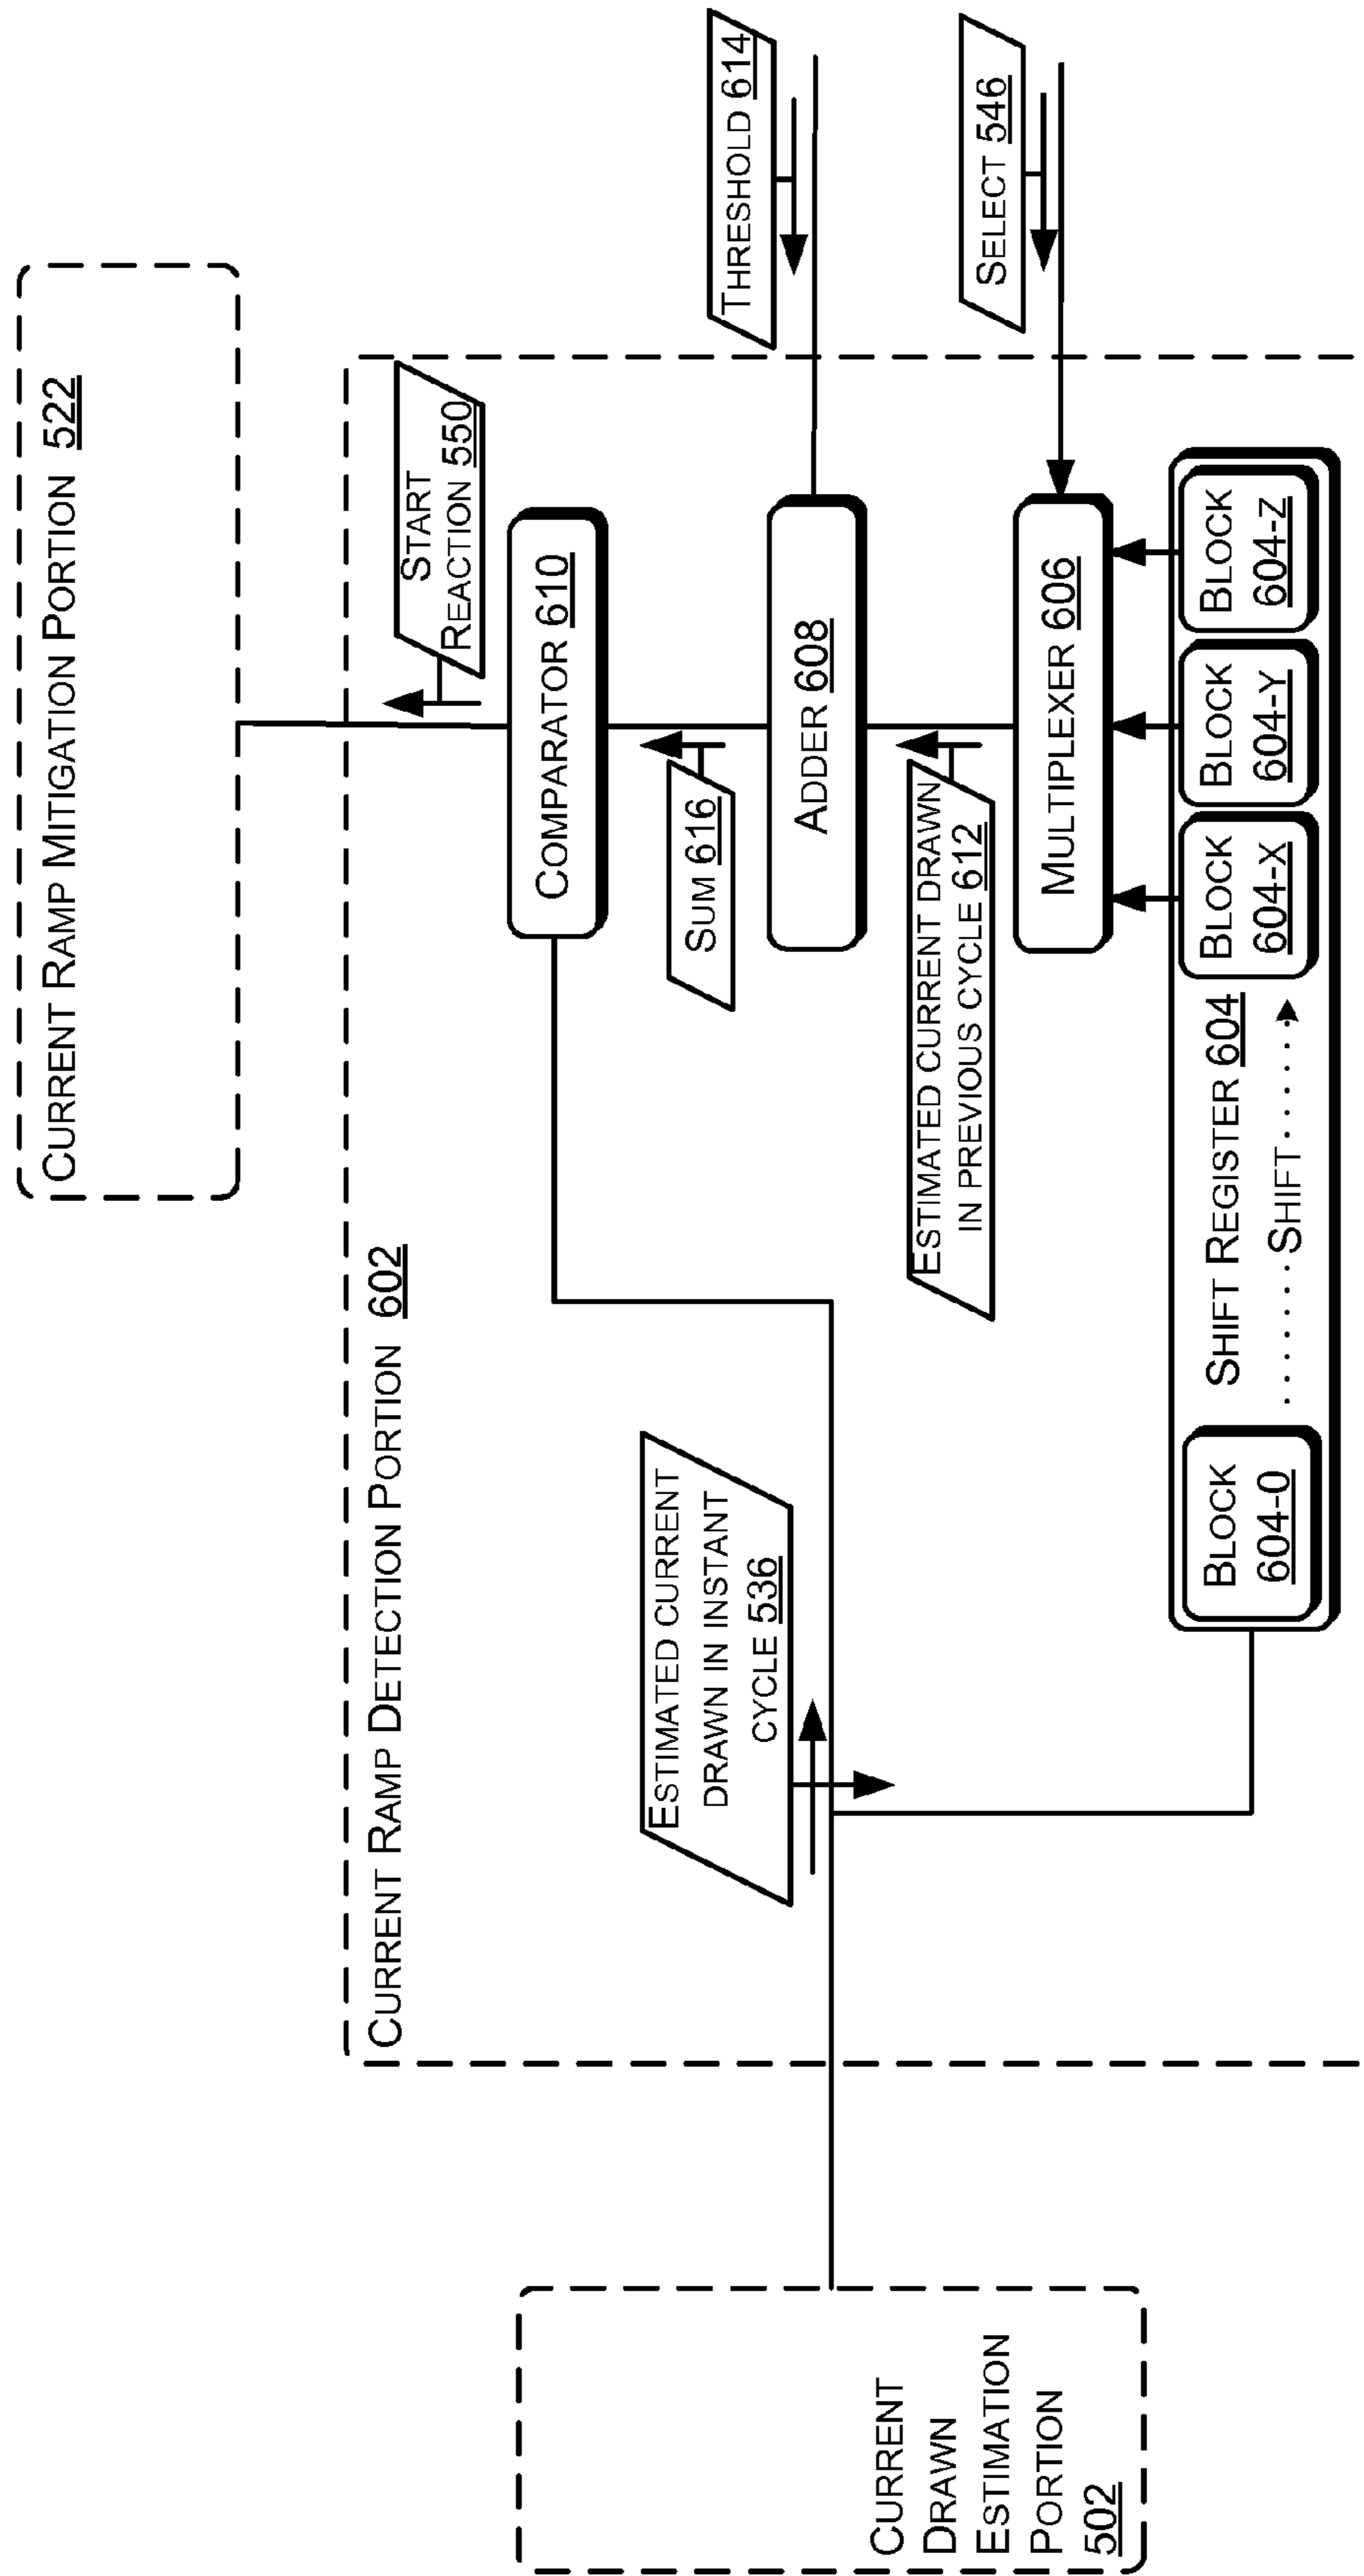 CURRENT RAMP MITIGATION PORTION 522
CURRENT RAMP DETECTION PORTION 602
START
REACTION 550
COMPARATOR 610
SUM 616
THRESHOLD 614
ADDER 608
ESTIMATED CURRENT
DRAWN IN INSTANT
CYCLE 536
ESTIMATED CURRENT DRAWN
IN PREVIOUS CYCLE 612
SELECT 546
MULTIPLEXER 606
CURRENT
DRAWN
ESTIMATION
PORTION
502
BLOCK
604-0
SHIFT REGISTER 604
SHIFT
BLOCK
604-X
BLOCK
604-Y
BLOCK
604-Z